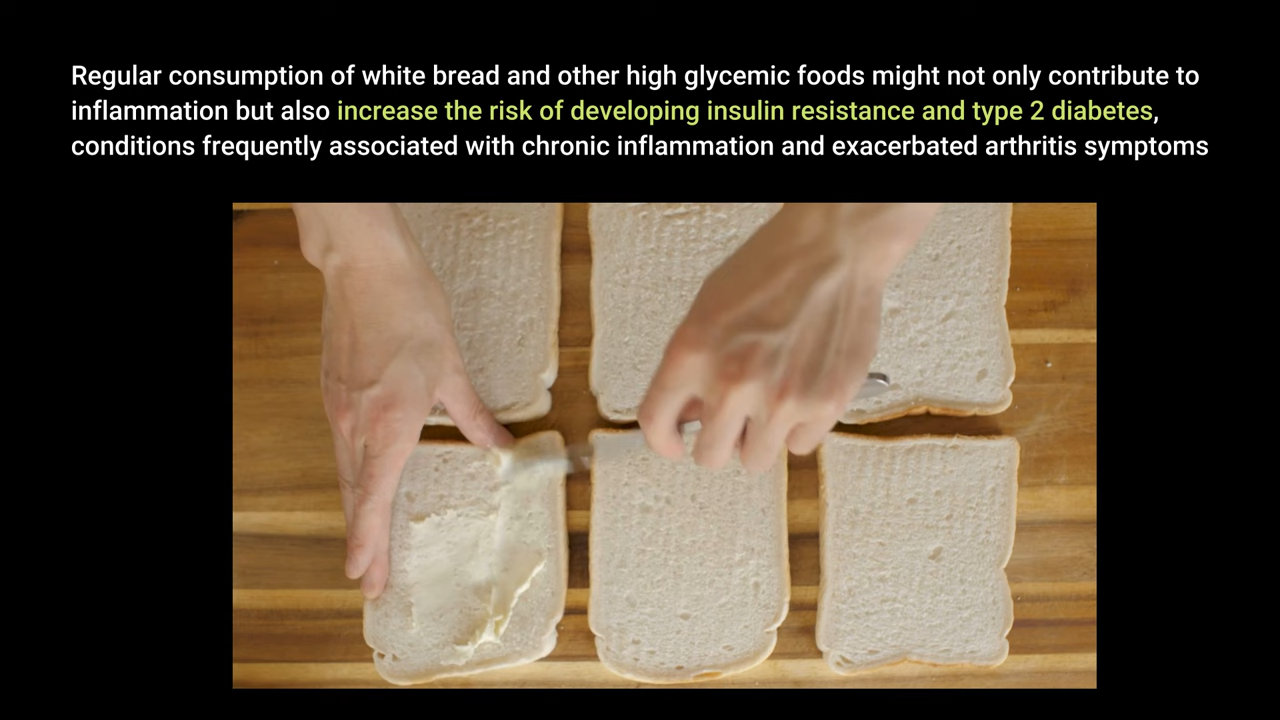 Regular consumption of white bread and other high glycemic foods might not only contribute to
inflammation but also increase the risk of developing insulin resistance and type 2 diabetes,
conditions frequently associated with chronic inflammation and exacerbated arthritis symptoms